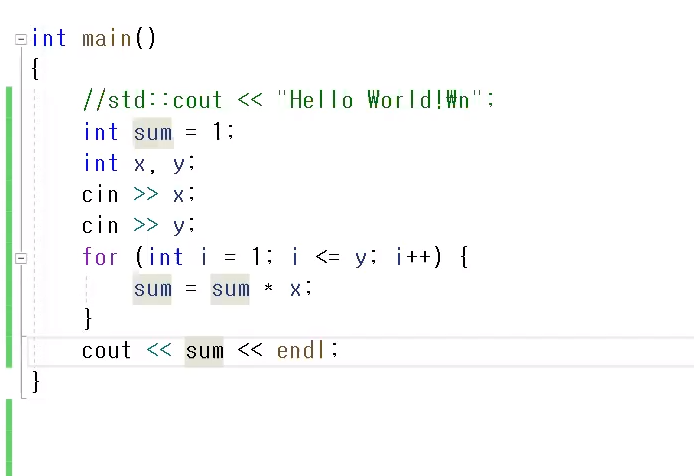 int main()
{
//std::cout << "Hello World!₩n";
int sum = 1;
int x, y;
cin >> x;
cin >> y;
for (int i = 1; i <= y; i++) {
sum = sum * x;
}
cout << sum << endl;
}